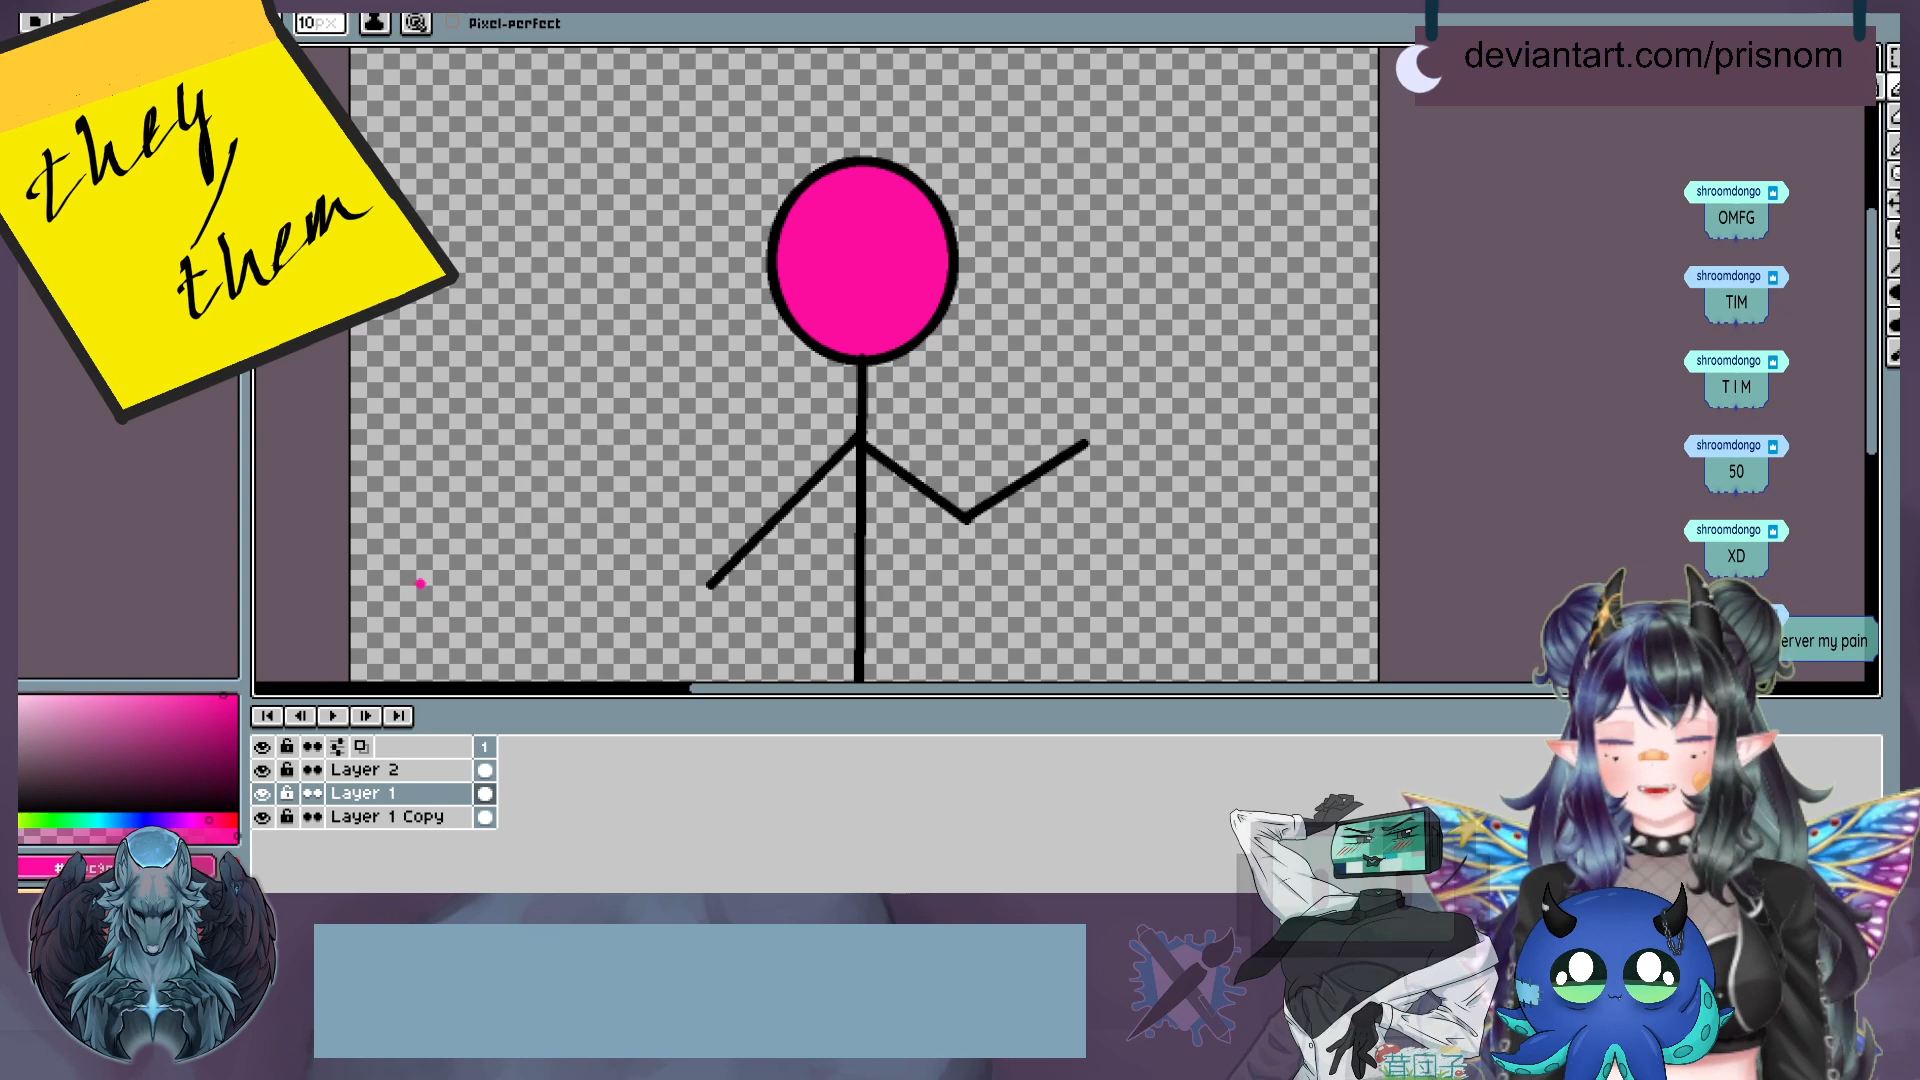 10px
Pixel-perfect
deviantart.com/prisnom
they
/
them
shroomdongo
OMFG
shroomdongo
TIM
shroomdongo
T I M
shroomdongo
50
shroomdongo
XD
my pain
1
Layer 2
Layer 1
Layer 1 Copy